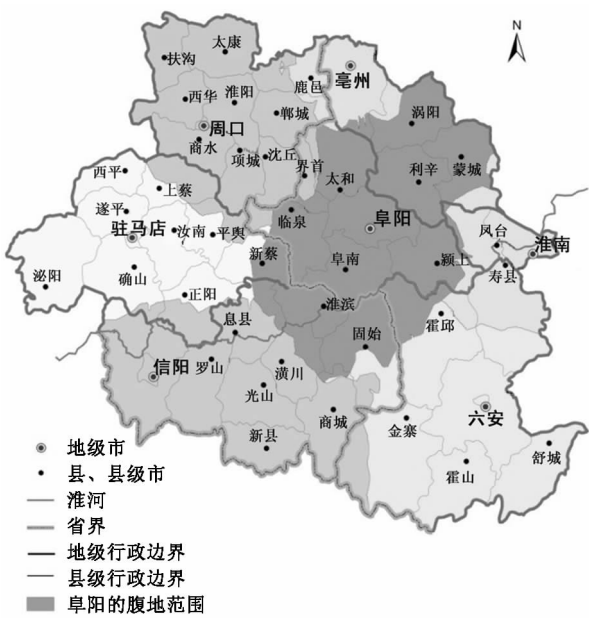 N
太康
扶沟
亳州
鹿邑
西华
淮阳
郸城
涡阳
周口
商水
项城
沈丘
界首
太和
利辛
蒙城
西平
上蔡
遂平
临泉
阜阳
凤台
驻马店
汝南
平舆
淮南
新蔡
阜南
颍上
寿县
泌阳
确山
正阳
淮滨
息县
霍邱
固始
信阳
罗山
潢川
光山
六安
商城
金寨
新县
舒城
霍山
地级市
县、县级市
淮河
省界
地级行政边界
县级行政边界
阜阳的腹地范围